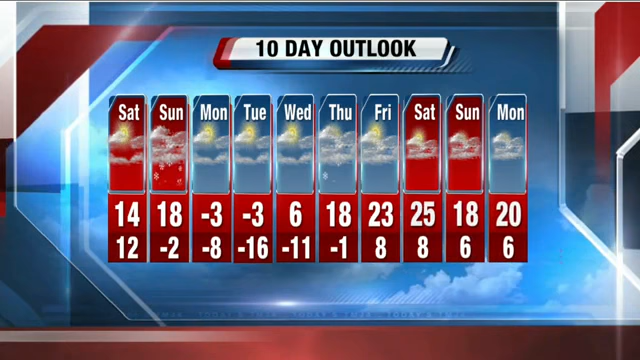 10 DAY OUTLOOK
Sat Sun Mon Tue Wed Thu Fri Sat Sun Mon
14 18 -3 -3 6 18 23 25 18 20
12 -2 -8 -16 -11 -1 8 8 6 6